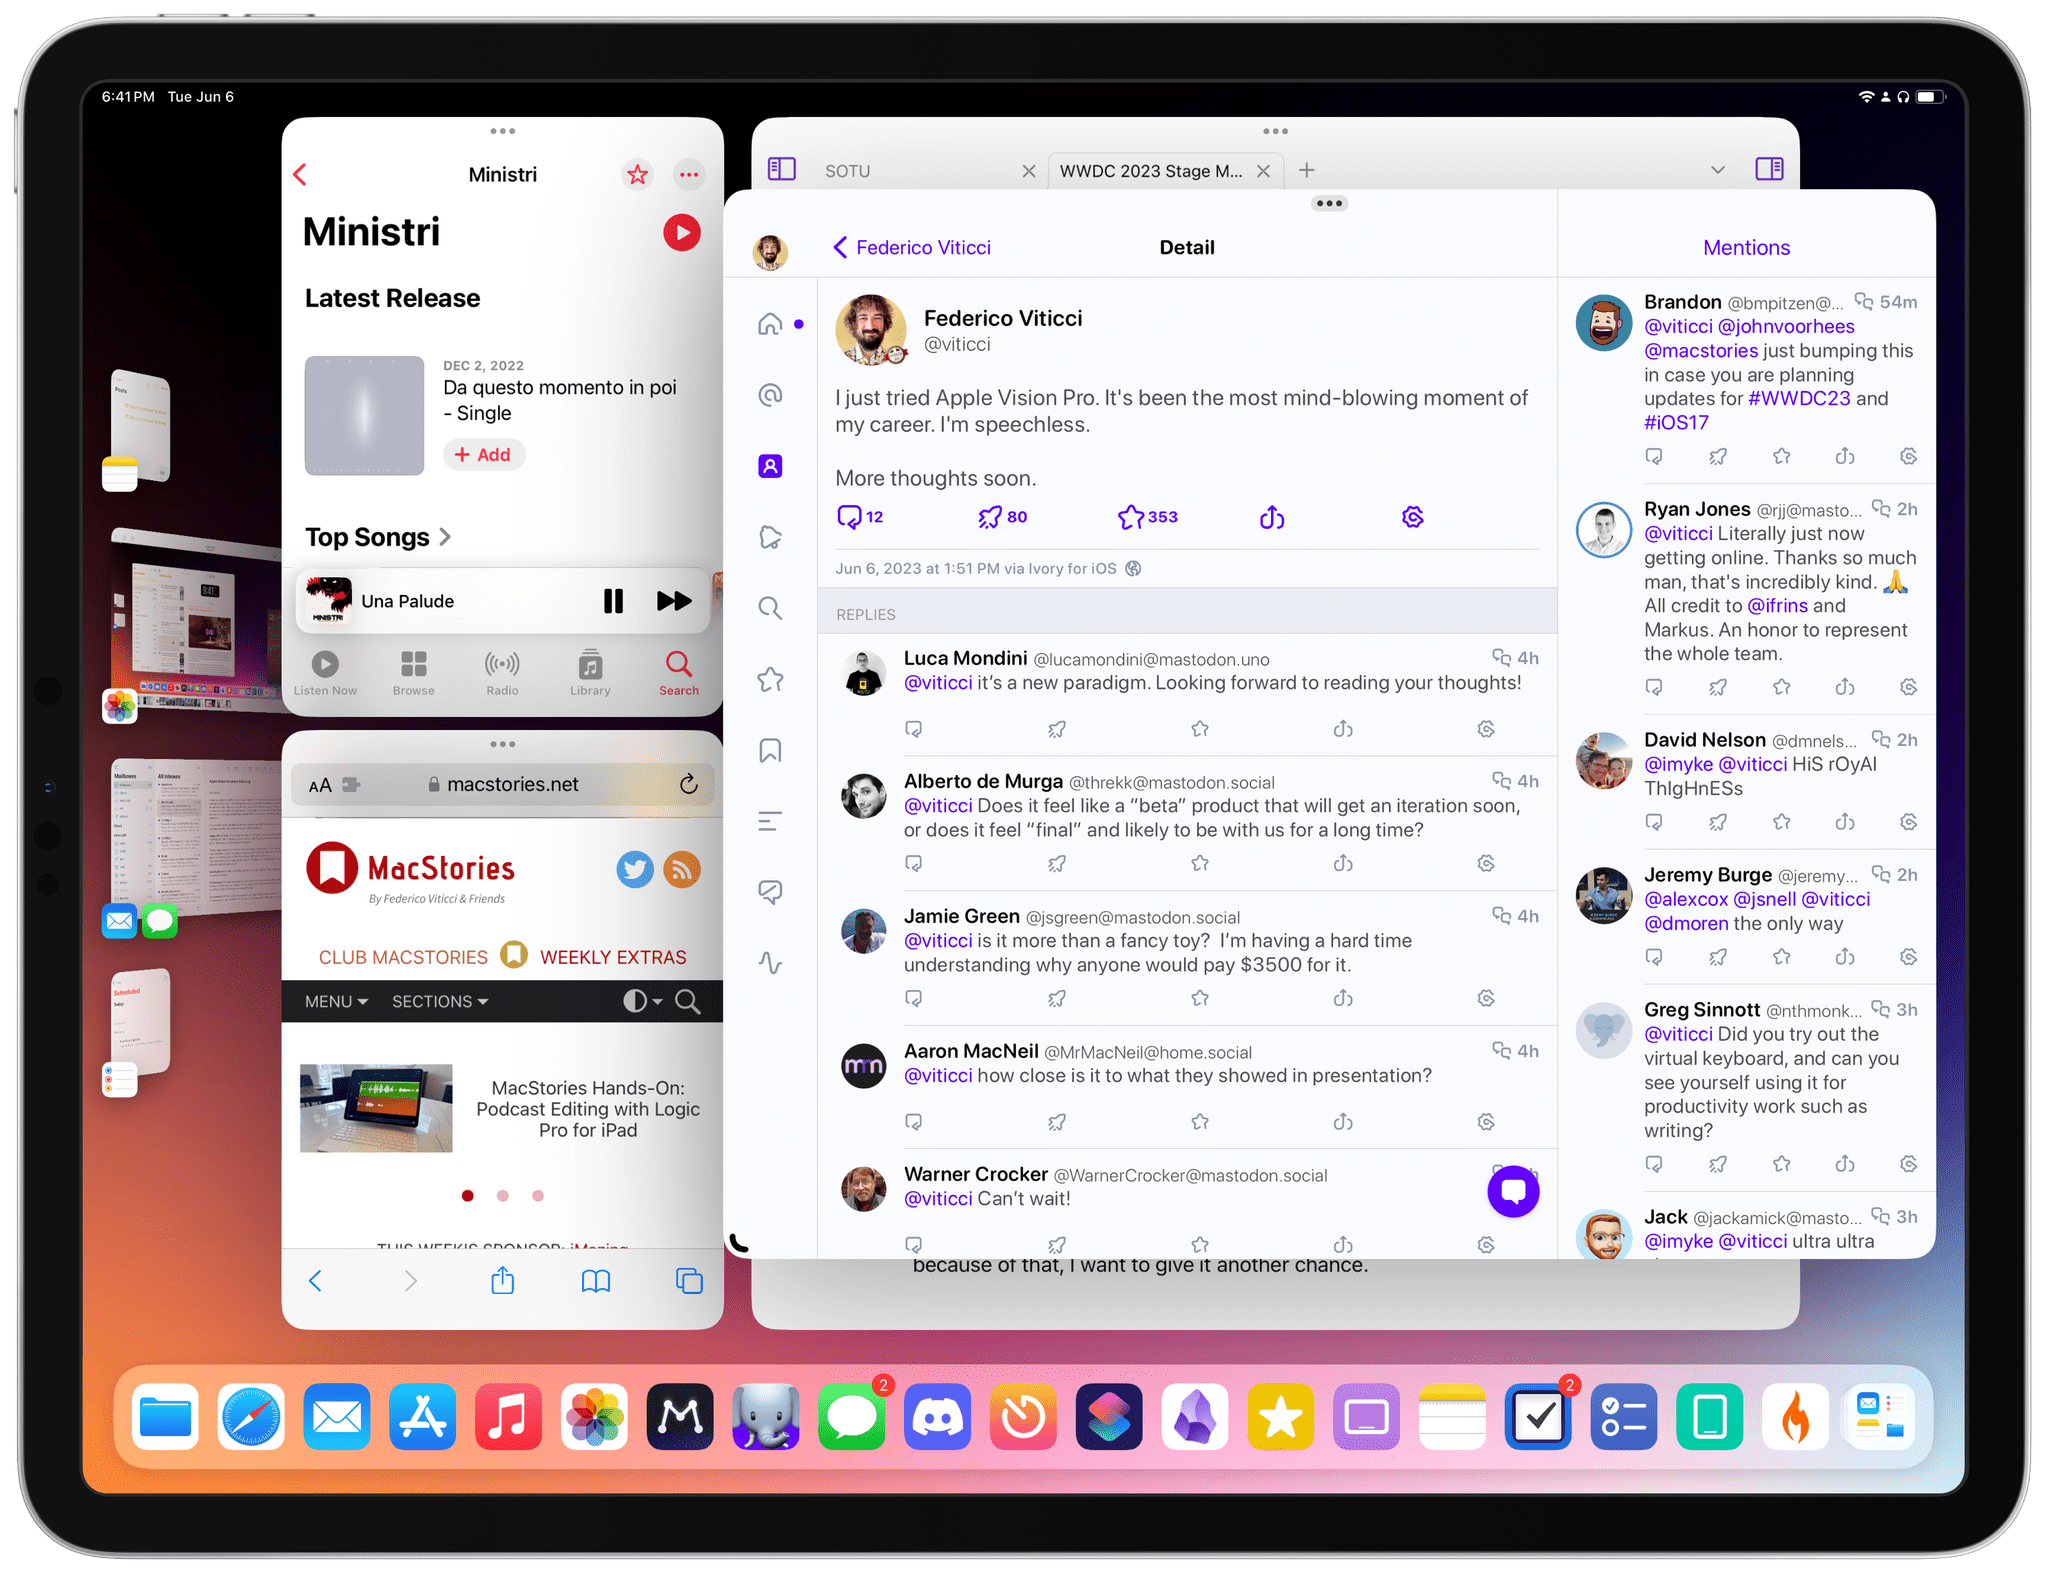 6:41 PM Tue Jun 6
Ministri
Ministri
Latest Release
DEC 2, 2022
Da questo momento in poi
- Single
+ Add
Top Songs
MINISTRI
Una Palude
Listen Now
Browse
Radio
Library
Search
AA
macstories.net
MacStories
By Federico Viticci & Friends
CLUB MACSTORIES
WEEKLY EXTRAS
MENU
SECTIONS
MacStories Hands-On:
Podcast Editing with Logic
Pro for iPad
SOTU
WWDC 2023 Stage M...
Federico Viticci
Detail
Federico Viticci
@viticci
I just tried Apple Vision Pro. It's been the most mind-blowing moment of
my career. I'm speechless.
More thoughts soon.
12
80
353
Jun 6, 2023 at 1:51 PM via Ivory for iOS
REPLIES
Luca Mondini @lucamondini@mastodon.uno 4h
@viticci it’s a new paradigm. Looking forward to reading your thoughts!
Alberto de Murga @threkk@mastodon.social 4h
@viticci Does it feel like a “beta” product that will get an iteration soon,
or does it feel “final” and likely to be with us for a long time?
Jamie Green @jsgreen@mastodon.social 4h
@viticci is it more than a fancy toy?  I’m having a hard time
understanding why anyone would pay $3500 for it.
mrn
Aaron MacNeil @MrMacNeil@home.social 4h
@viticci how close is it to what they showed in presentation?
Warner Crocker @WarnerCrocker@mastodon.social
@viticci Can’t wait!
Mentions
Brandon @bmpitzen@... 54m
@viticci @johnvoorhees
@macstories just bumping this
in case you are planning
updates for #WWDC23 and
#iOS17
Ryan Jones @rjj@masto... 2h
@viticci Literally just now
getting online. Thanks so much
man, that's incredibly kind. 🙏
All credit to @ifrins and
Markus. An honor to represent
the whole team.
David Nelson @dmnels... 2h
@imyke @viticci HiS rOyAl
ThIgHnESs
Jeremy Burge @jeremy... 2h
@alexcox @jsnell @viticci
@dmoren the only way
Greg Sinnott @nthmonk... 3h
@viticci Did you try out the
virtual keyboard, and can you
see yourself using it for
productivity work such as
writing?
Jack @jackamick@masto... 3h
@imyke @viticci ultra ultra
because of that, I want to give it another chance.
Posts
Mailboxes
All Inboxes
Scheduled
2
2